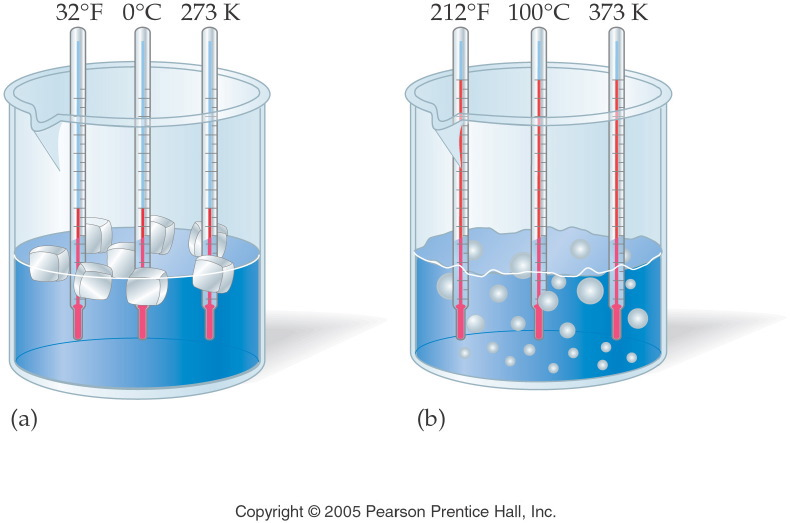 32°F 0°C 273 K
212°F 100°C 373 K
(a)
(b)
Copyright © 2005 Pearson Prentice Hall, Inc.